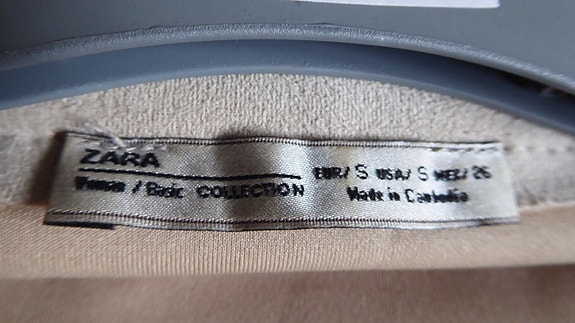 ZARA
Woman / Basic COLLECTION
EUR/ S USA/ S MEX/ 26
Made in Cambodia